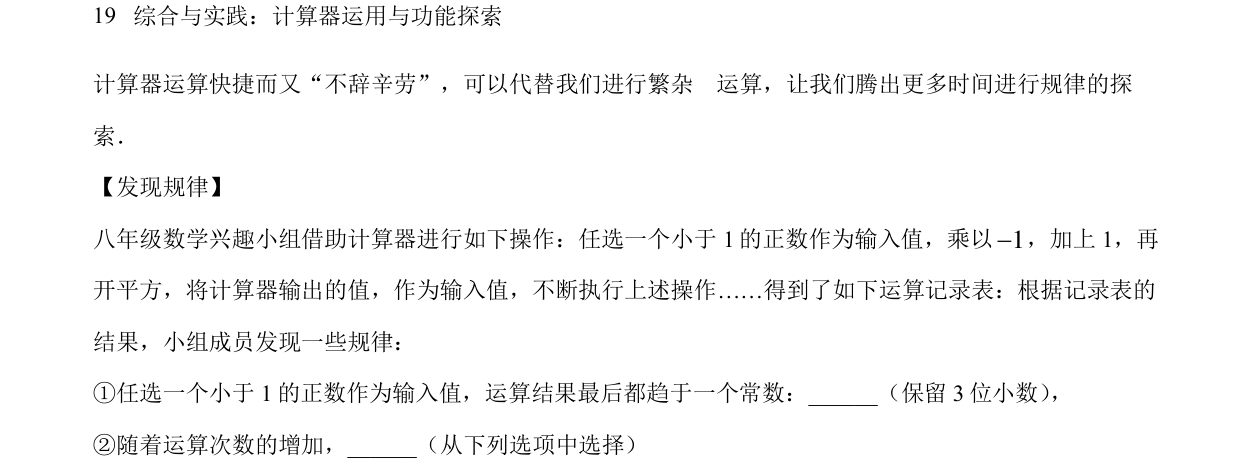 19 综合与实践：计算器运用与功能探索
计算器运算快捷而又“不辞辛劳”，可以代替我们进行繁杂 运算，让我们腾出更多时间进行规律的探
索．
【发现规律】
八年级数学兴趣小组借助计算器进行如下操作：任选一个小于 1 的正数作为输入值，乘以 −1，加上 1，再
开平方，将计算器输出的值，作为输入值，不断执行上述操作……得到了如下运算记录表：根据记录表的
结果，小组成员发现一些规律：
①任选一个小于 1 的正数作为输入值，运算结果最后都趋于一个常数：______（保留 3 位小数），
②随着运算次数的增加，______（从下列选项中选择）